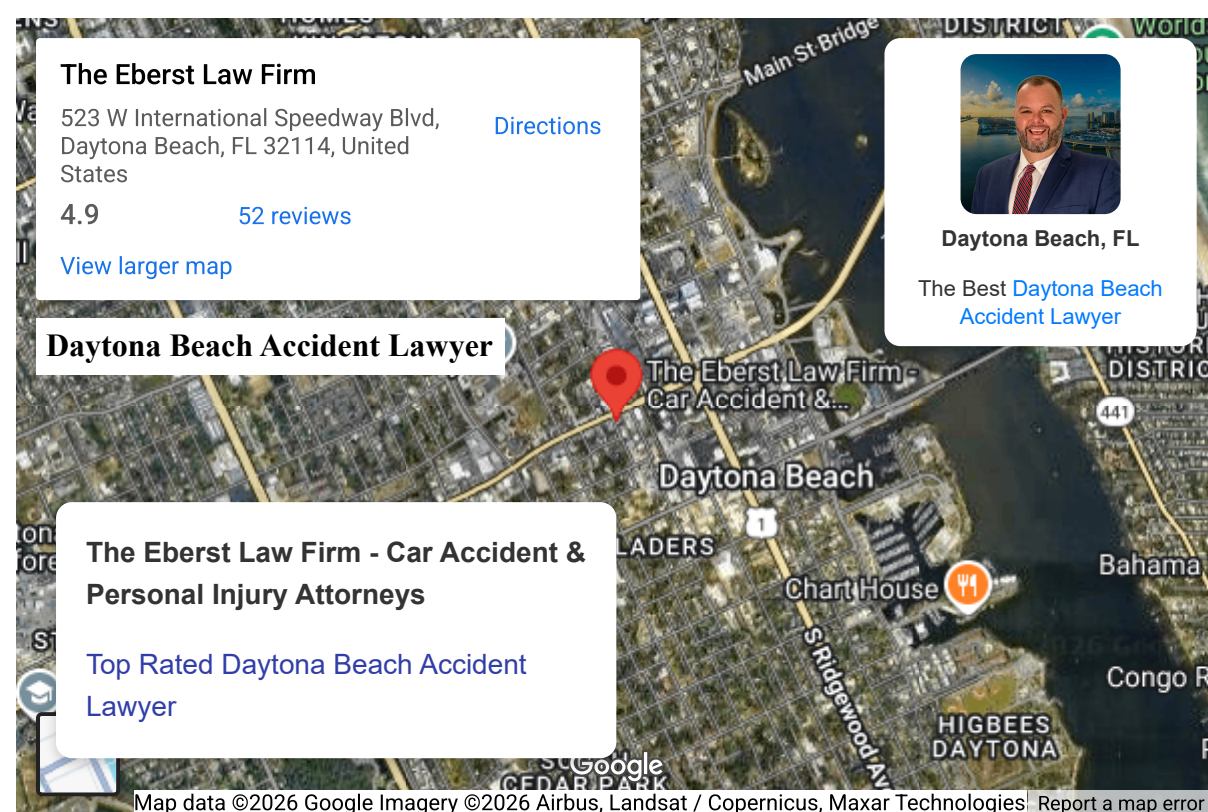 HOMES
DISTRICT
Main St Bridge
The Eberst Law Firm
523 W International Speedway Blvd,
Daytona Beach, FL 32114, United
States
Directions
4.9
52 reviews
View larger map
Daytona Beach, FL
The Best Daytona Beach
Accident Lawyer
Daytona Beach Accident Lawyer
The Eberst Law Firm -
Car Accident &...
DISTRIC
441
Daytona Beach
1
LADERS
The Eberst Law Firm - Car Accident &
Personal Injury Attorneys
Top Rated Daytona Beach Accident
Lawyer
Bahama
Chart House
S Ridgewood Av
Congo R
HIGBEES
DAYTONA
Google
CEDAR PARK
Map data ©2026 Google Imagery ©2026 Airbus, Landsat / Copernicus, Maxar Technologies
Report a map error